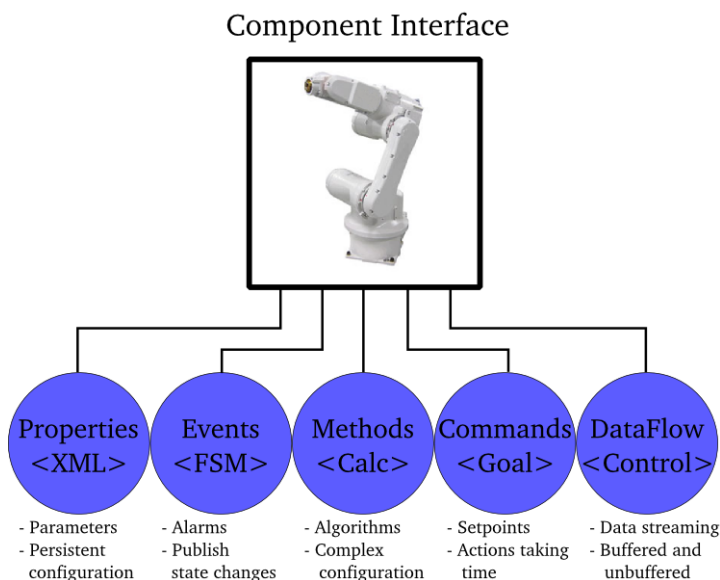 Component Interface
Properties
<XML>
Events
<FSM>
Methods
<Calc>
Commands
<Goal>
DataFlow
<Control>
- Parameters
- Persistent
configuration
- Alarms
- Publish
state changes
- Algorithms
- Complex
configuration
- Setpoints
- Actions taking
time
- Data streaming
- Buffered and
unbuffered